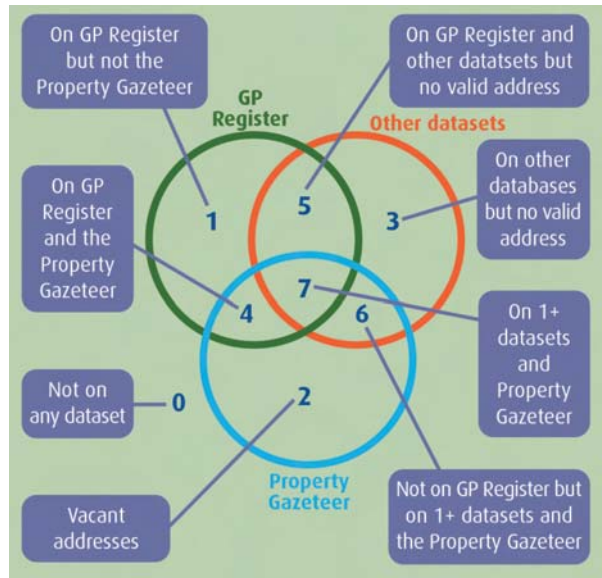 On GP Register
but not the
Property Gazeteer
On GP Register and
other datatsets but
no valid address
GP
Register
Other datasets
On GP
Register
and the
Property
Gazeteer
1
5
3
On other
databases
but no valid
address
7
4
6
On 1+
datasets
and
Property
Gazeteer
Not on
any dataset
0
2
Property
Gazeteer
Vacant
addresses
Not on GP Register but
on 1+ datasets and
the Property Gazeteer